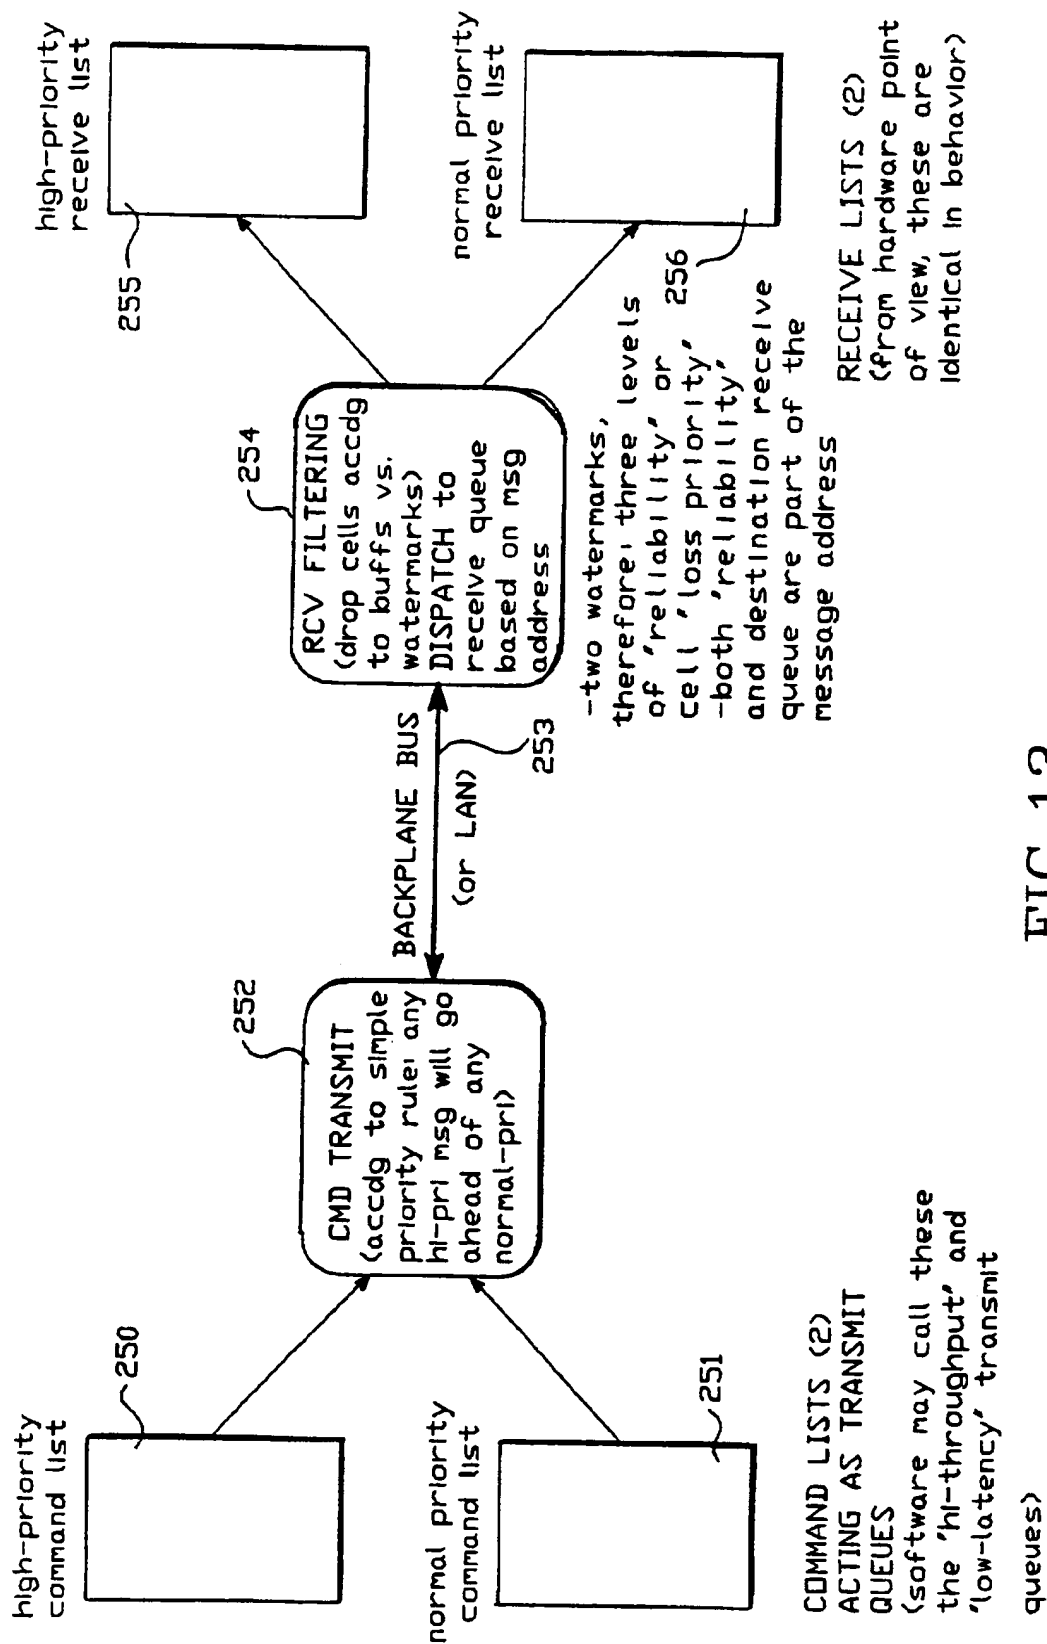 high-priority
command list
250
normal priority
command list
251
COMMAND LISTS (2)
ACTING AS TRANSMIT
QUEUES
(software may call these
the 'hi-throughput' and
'low-latency' transmit
queues)
252
CMD TRANSMIT
(accdg to simple
priority rule: any
hi-pri msg will go
ahead of any
normal-pri)
BACKPLANE BUS
(or LAN)
253
254
RCV FILTERING
(drop cells accdg
to buffs vs.
watermarks)
DISPATCH to
receive queue
based on msg
address
-two watermarks,
therefore: three levels
of 'reliability' or
cell 'loss priority'
-both 'reliability'
and destination receive
queue are part of the
message address
high-priority
receive list
255
normal priority
receive list
256
RECEIVE LISTS (2)
(from hardware point
of view, these are
identical in behavior)